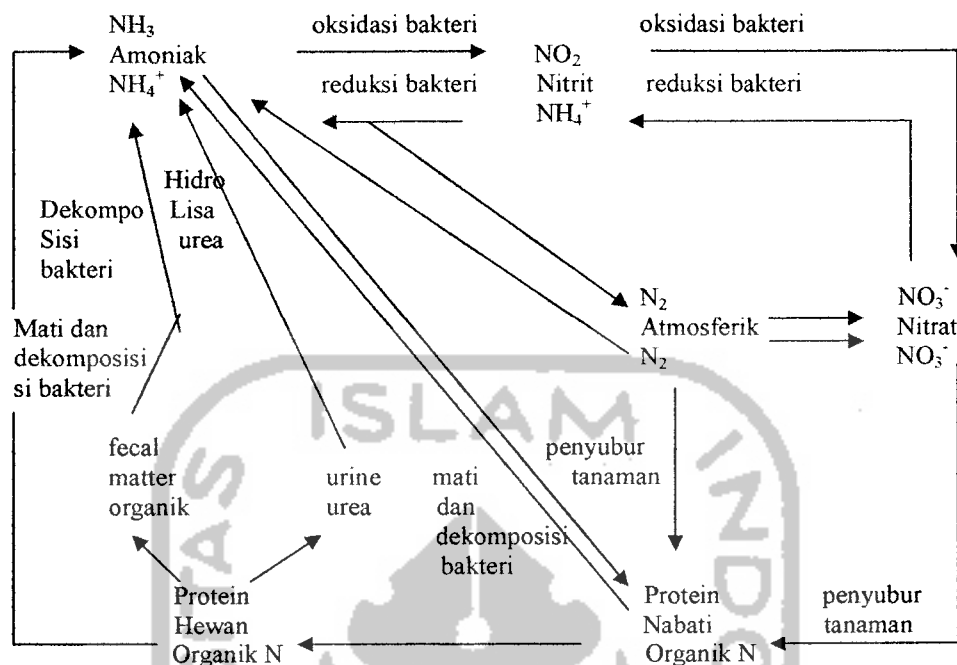 NH3
Amoniak
NH4+
oksidasi bakteri
reduksi bakteri
NO2
Nitrit
NH4+
oksidasi bakteri
reduksi bakteri
Dekompo
Sisi
bakteri
Hidro
Lisa
urea
N2
Atmosferik
N2
NO3-
Nitrat
NO3-
Mati dan
dekomposisi
si bakteri
fecal
matter
organik
urine
urea
mati
dan
dekomposisi
bakteri
penyubur
tanaman
Protein
Hewan
Organik N
Protein
Nabati
Organik N
penyubur
tanaman
ISLAM